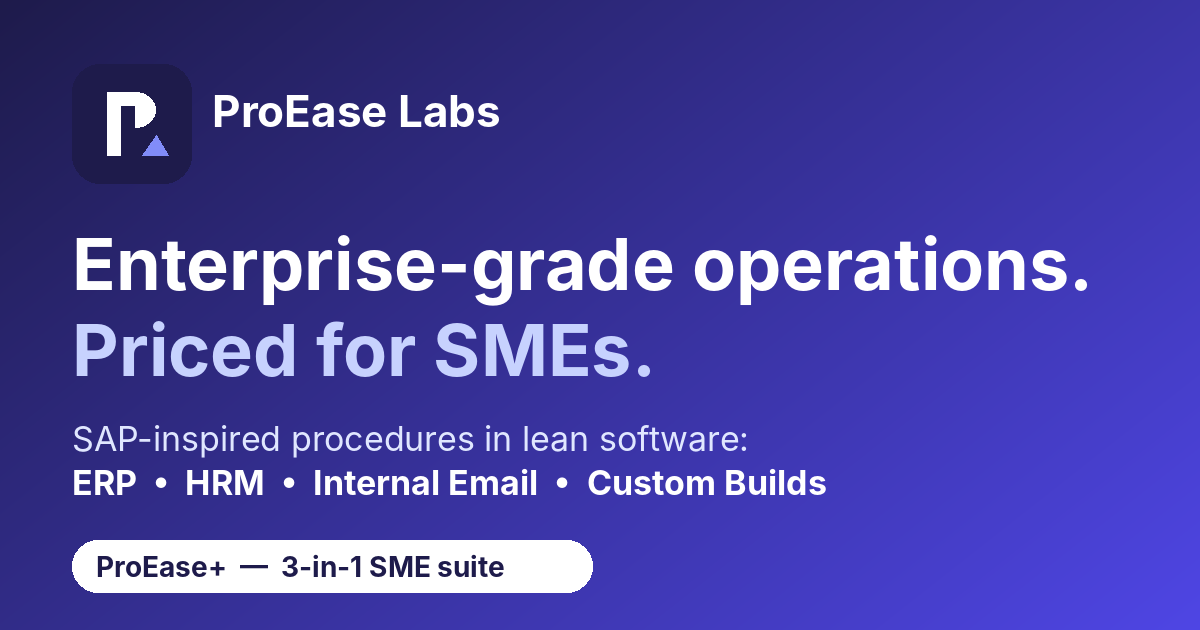 ProEase Labs
Enterprise-grade operations.
Priced for SMEs.
SAP-inspired procedures in lean software:
ERP • HRM • Internal Email • Custom Builds
ProEase+ — 3-in-1 SME suite